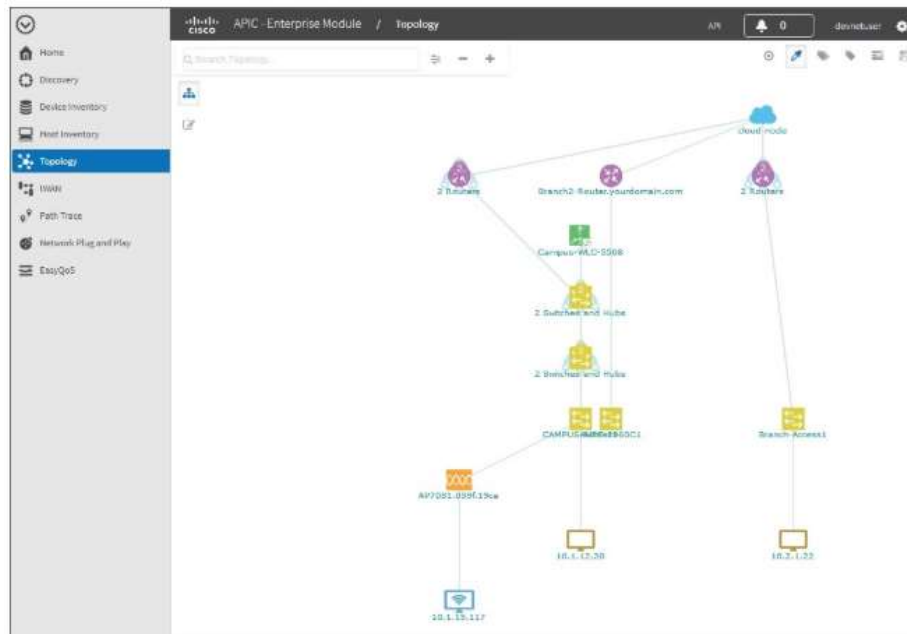 cisco APIC - Enterprise Module / Topology API 0 devnetuser
Home
Discovery
Device Inventory
Host Inventory
Topology
IWAN
Path Trace
Network Plug and Play
EasyQoS
Search Topology...
cloud-node
2 Routers
Branch2-Router.yourdomain.com
2 Routers
Campus-WLC-5508
2 Switches and Hubs
2 Switches and Hubs
Branch-Access1
10.1.12.20
10.2.1.22
10.1.15.117